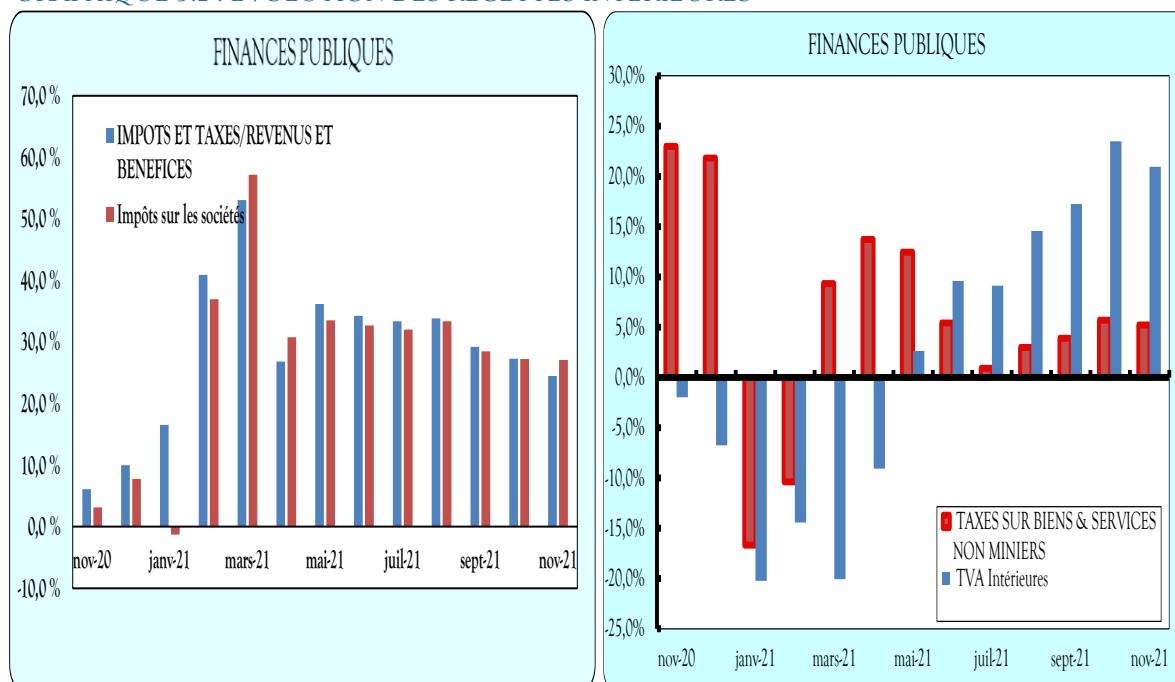 FINANCES PUBLIQUES
70,0 %
60,0 %
50,0 %
40,0 %
30,0 %
20,0 %
10,0 %
0,0 %
-10,0 %
IMPOTS ET TAXES/REVENUS ET
BENEFICES
Impôts sur les sociétés
nov-20 janv-21 mars-21 mai-21 juil-21 sept-21 nov-21
FINANCES PUBLIQUES
30,0%
25,0%
20,0%
15,0%
10,0%
5,0%
0,0%
-5,0%
-10,0%
-15,0%
-20,0%
-25,0%
TAXES SUR BIENS & SERVICES
NON MINIERS
TVA Intérieures
nov-20 janv-21 mars-21 mai-21 juil-21 sept-21 nov-21